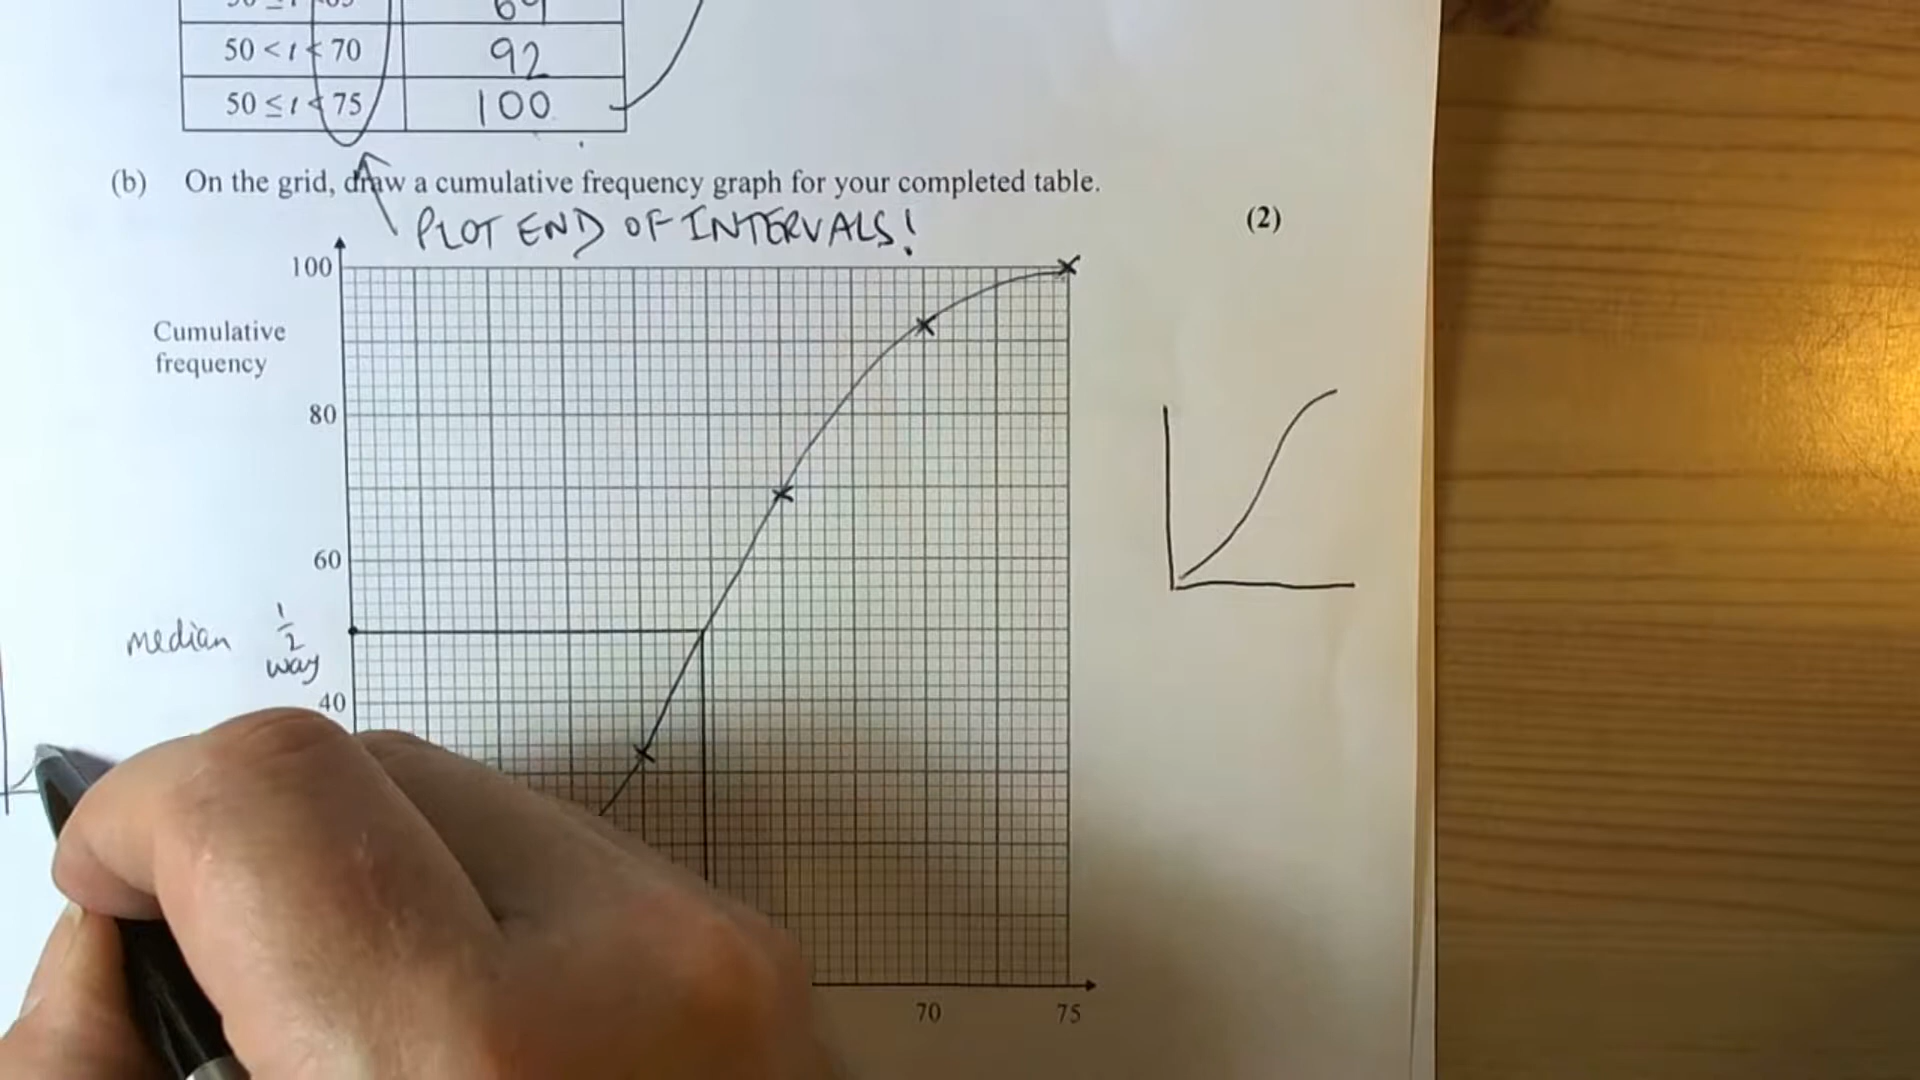 69
50 < t < 70 92
50 ≤ t < 75 100
(b) On the grid, draw a cumulative frequency graph for your completed table.
PLOT END OF INTERVALS!
(2)
100
Cumulative
frequency
80
60
median 1/2
way
40
70 75